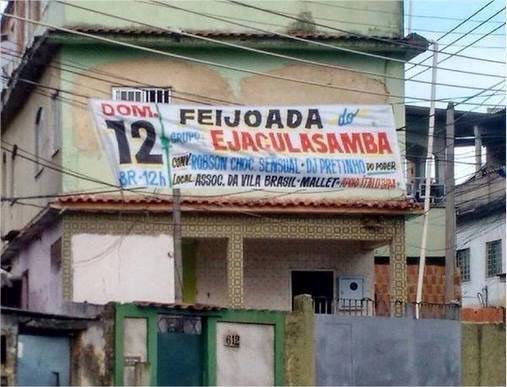 DOM.
12
8R-12h
FEIJOADA do
GRUPO: EJACULASAMBA
CONV. ROBSON CHOC. SENSUAL - DJ PRETINHO DO PODER
LOCAL: ASSOC. DA VILA BRASIL - MALLET -
612